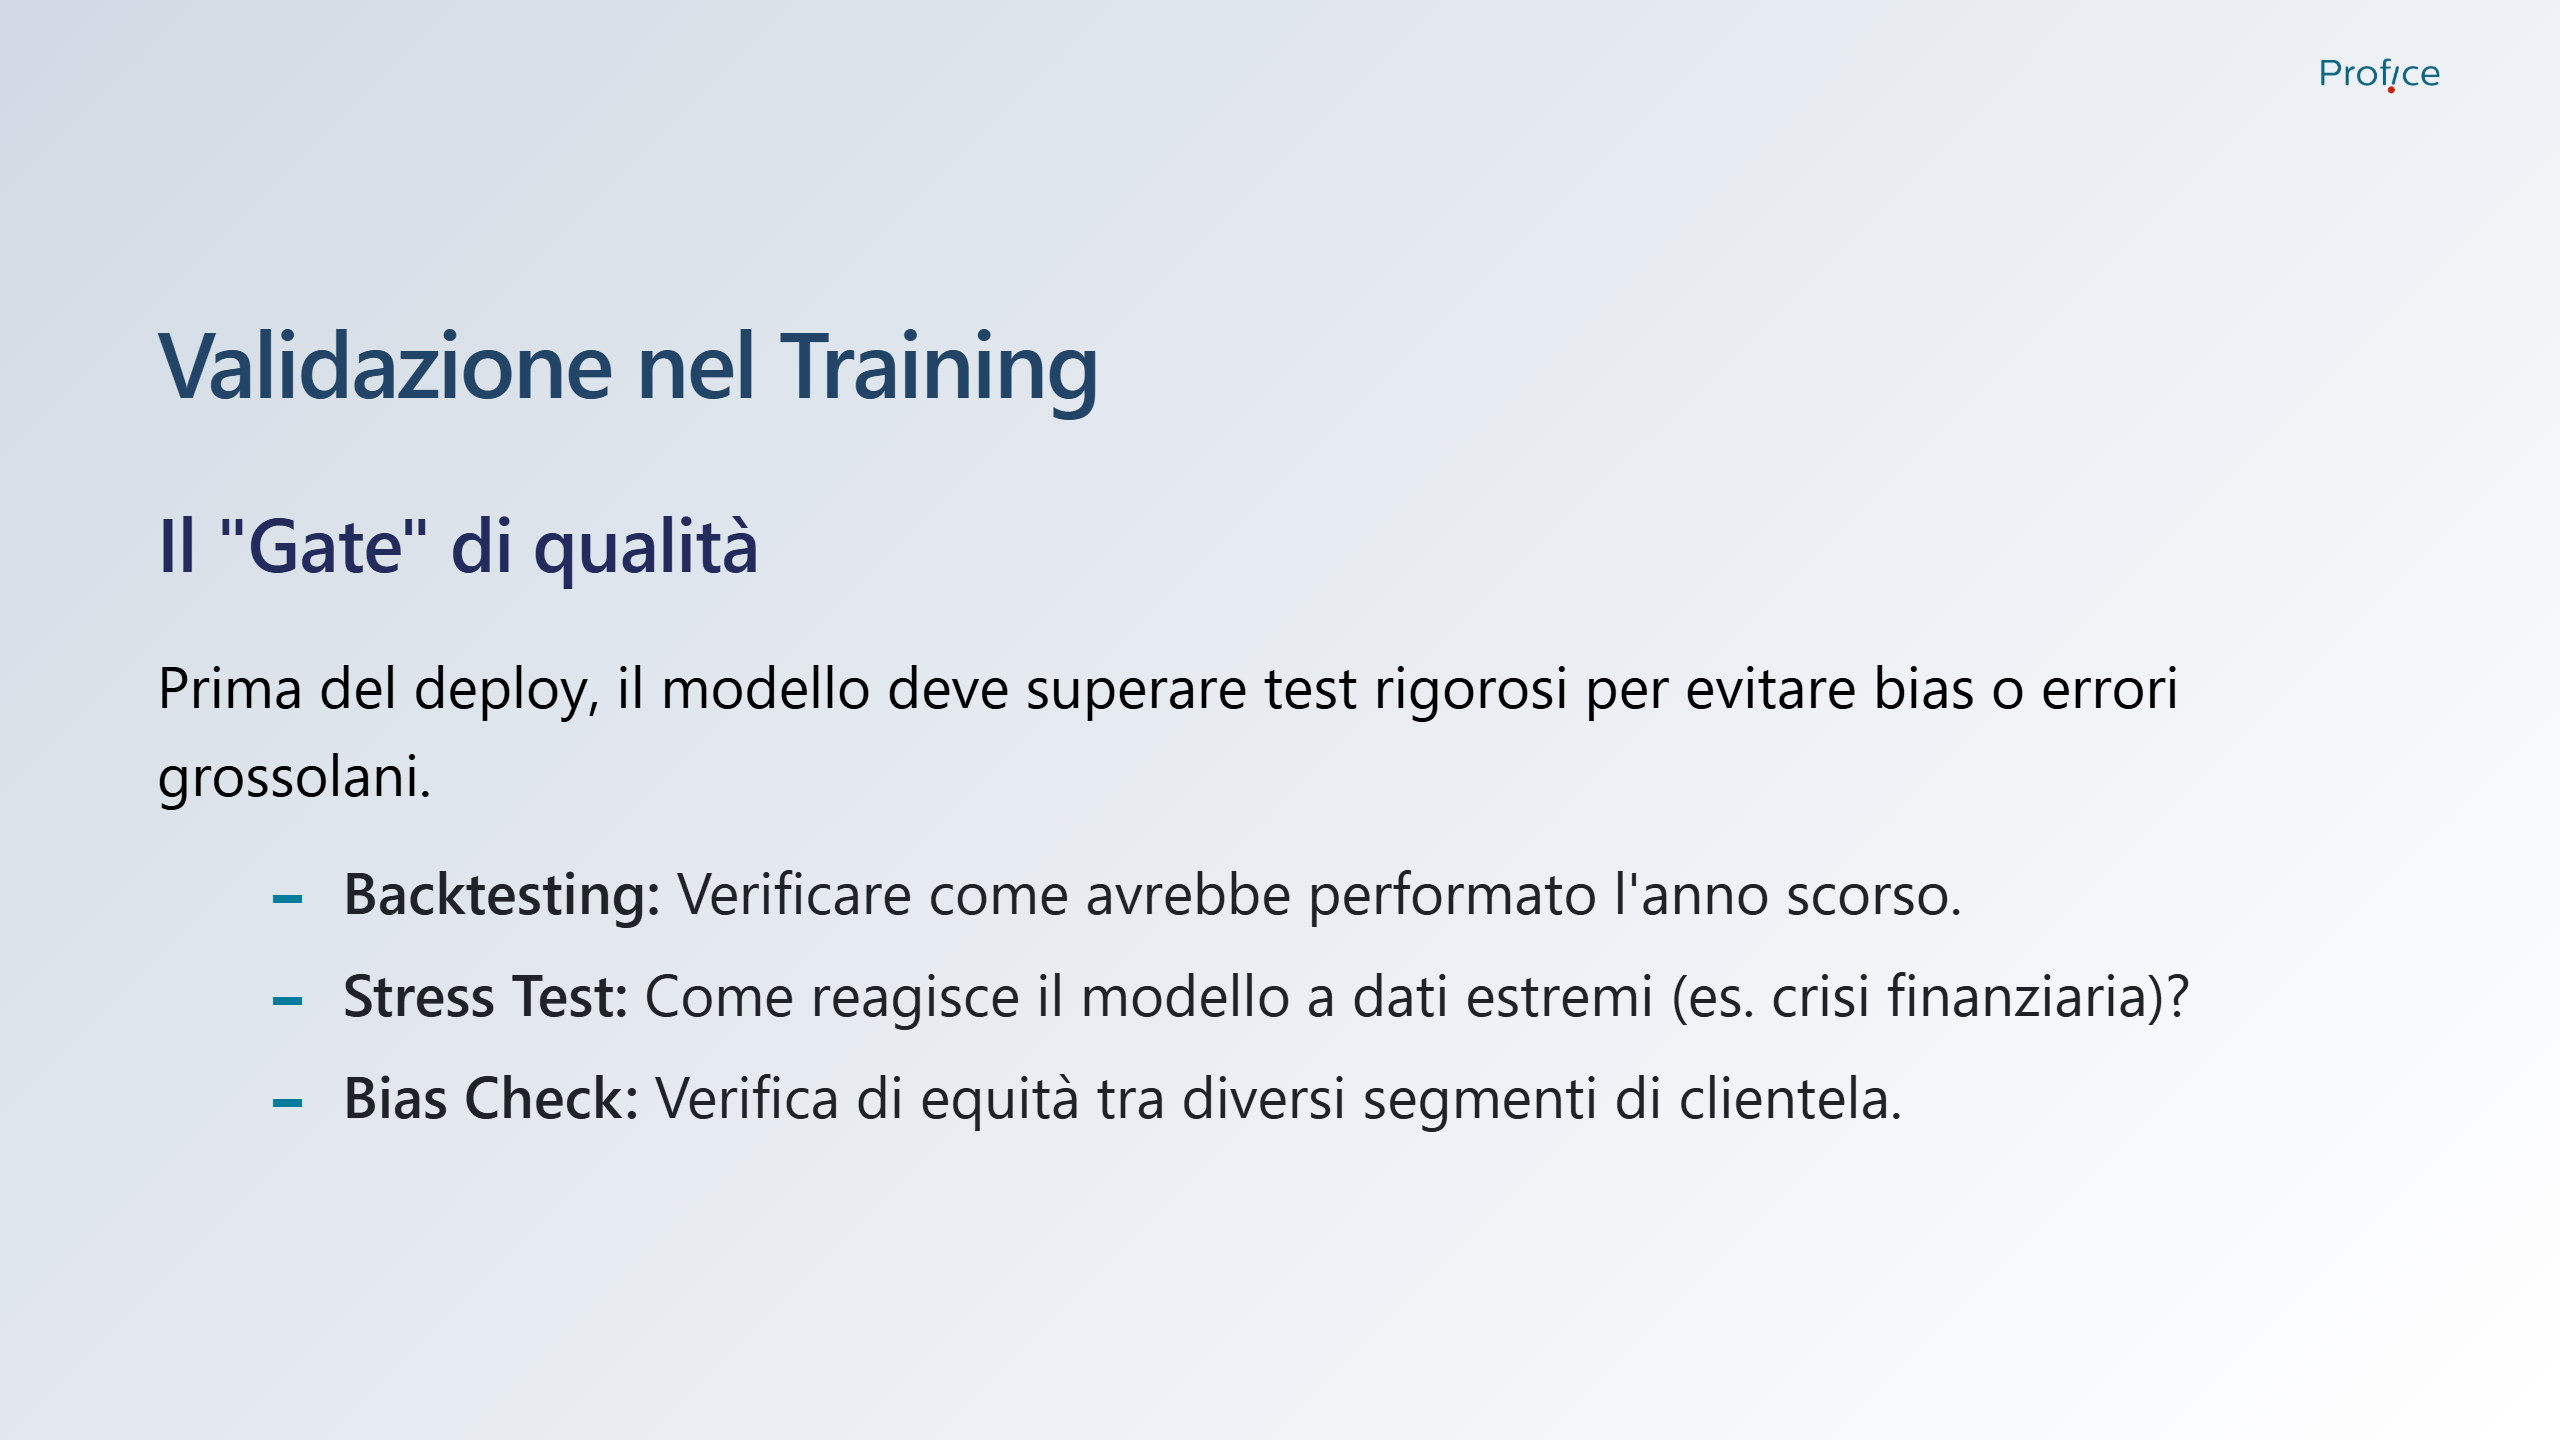 Profice
Validazione nel Training
Il "Gate" di qualità
Prima del deploy, il modello deve superare test rigorosi per evitare bias o errori
grossolani.
– Backtesting: Verificare come avrebbe performato l'anno scorso.
– Stress Test: Come reagisce il modello a dati estremi (es. crisi finanziaria)?
– Bias Check: Verifica di equità tra diversi segmenti di clientela.